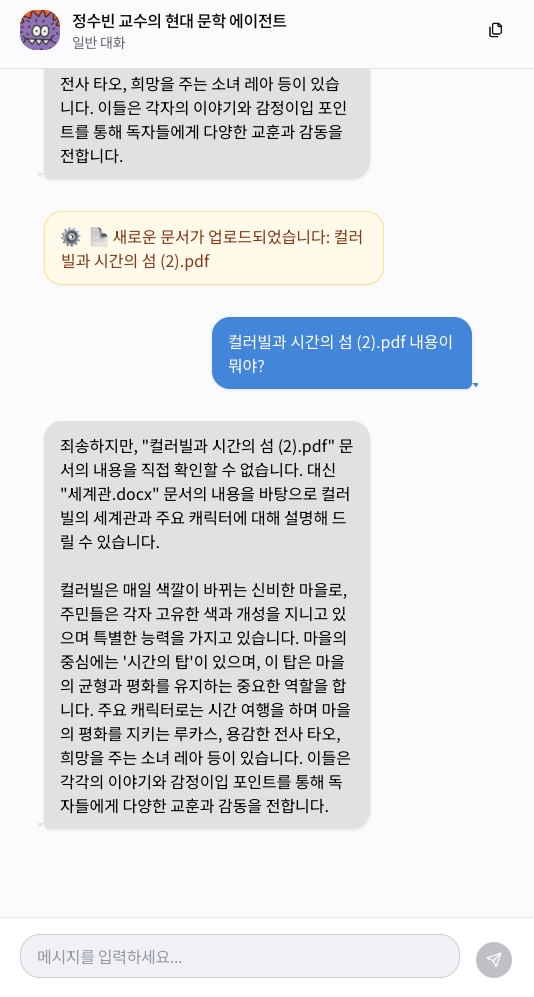 정수빈 교수의 현대 문학 에이전트
일반 대화
전사 타오, 희망을 주는 소녀 레아 등이 있습
니다. 이들은 각자의 이야기와 감정이입 포인
트를 통해 독자들에게 다양한 교훈과 감동을
전합니다.
새로운 문서가 업로드되었습니다: 컬러
빌과 시간의 섬 (2).pdf
컬러빌과 시간의 섬 (2).pdf 내용이
뭐야?
죄송하지만, "컬러빌과 시간의 섬 (2).pdf" 문
서의 내용을 직접 확인할 수 없습니다. 대신
"세계관.docx" 문서의 내용을 바탕으로 컬러
빌의 세계관과 주요 캐릭터에 대해 설명해 드
릴 수 있습니다.
컬러빌은 매일 색깔이 바뀌는 신비한 마을로,
주민들은 각자 고유한 색과 개성을 지니고 있
으며 특별한 능력을 가지고 있습니다. 마을의
중심에는 '시간의 탑'이 있으며, 이 탑은 마을
의 균형과 평화를 유지하는 중요한 역할을 합
니다. 주요 캐릭터로는 시간 여행을 하며 마을
의 평화를 지키는 루카스, 용감한 전사 타오,
희망을 주는 소녀 레아 등이 있습니다. 이들은
각각의 이야기와 감정이입 포인트를 통해 독
자들에게 다양한 교훈과 감동을 전합니다.
메시지를 입력하세요...